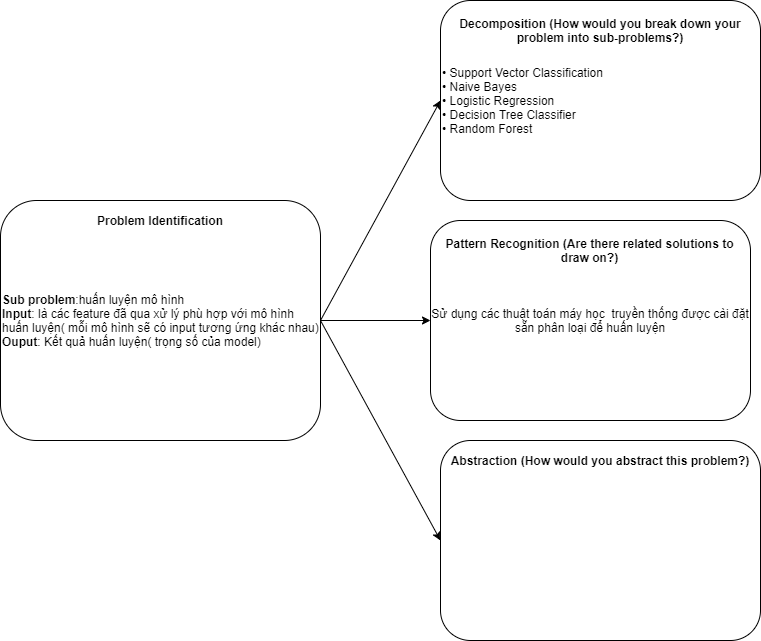 Problem Identification
Sub problem:huấn luyện mô hình
Input: là các feature đã qua xử lý phù hợp với mô hình
huấn luyện( mỗi mô hình sẽ có input tương ứng khác nhau)
Ouput: Kết quả huấn luyện( trọng số của model)
Decomposition (How would you break down your
problem into sub-problems?)
• Support Vector Classification
• Naive Bayes
• Logistic Regression
• Decision Tree Classifier
• Random Forest
Pattern Recognition (Are there related solutions to
draw on?)
Sử dụng các thuật toán máy học truyền thống được cài đặt
sẵn phân loại để huấn luyện
Abstraction (How would you abstract this problem?)